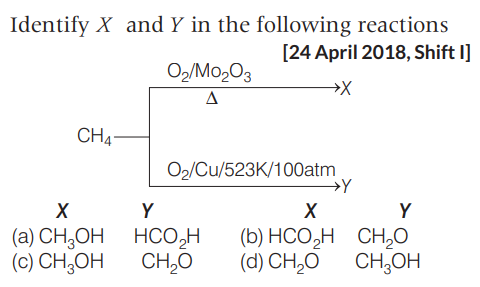 Identify X and Y in the following reactions
[24 April 2018, Shift I]
O₂/Mo₂O₃
Δ
→X
CH₄
O₂/Cu/523K/100atm
→Y
X Y X Y
(a) CH₃OH HCO₂H (b) HCO₂H CH₂O
(c) CH₃OH CH₂O (d) CH₂O CH₃OH